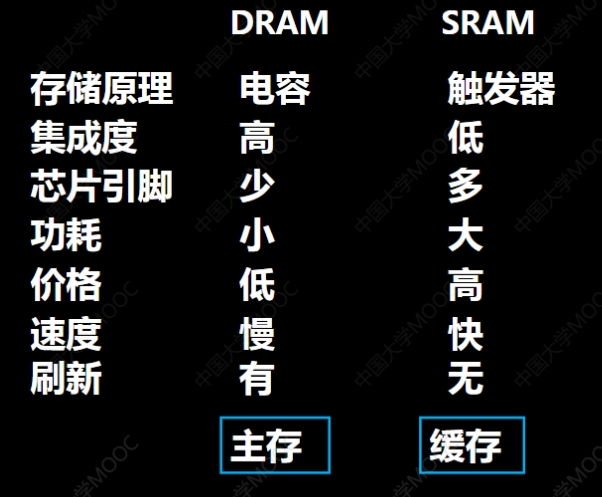 DRAM SRAM
存储原理 电容 触发器
集成度 高 低
芯片引脚 少 多
功耗 小 大
价格 低 高
速度 慢 快
刷新 有 无
主存 缓存
中国大学MOOC